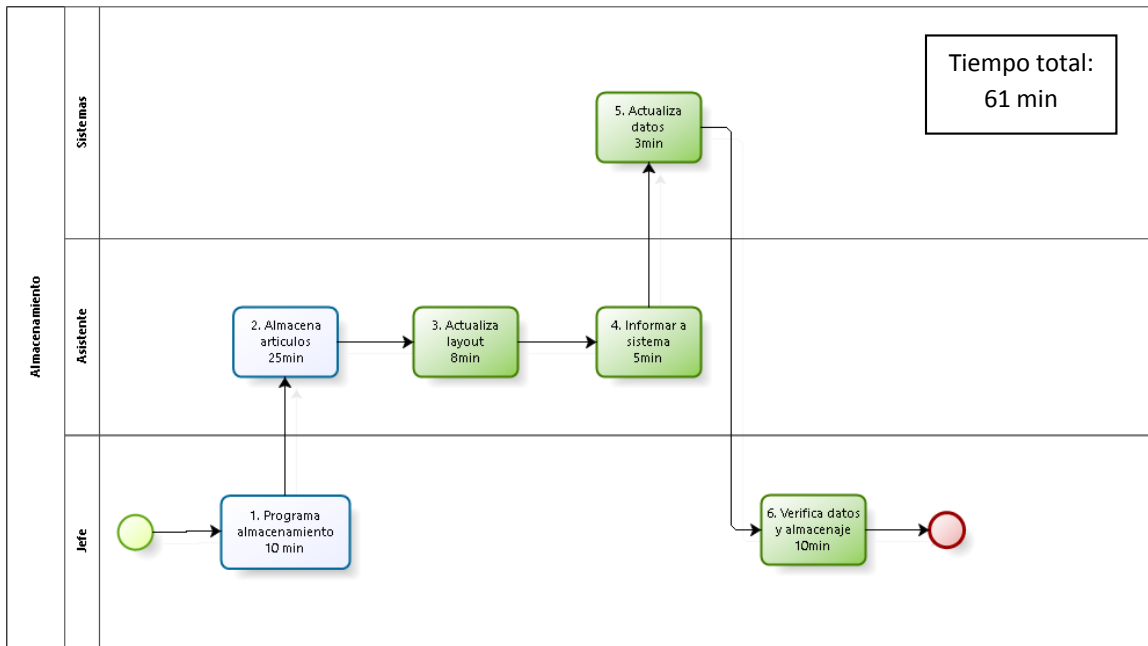 Almacenamiento
Sistemas
Tiempo total:
61 min
5. Actualiza
datos
3min
Asistente
2. Almacena
articulos
25min
3. Actualiza
layout
8min
4. Informar a
sistema
5min
Jefe
1. Programa
almacenamiento
10 min
6. Verifica datos
y almacenaje
10min